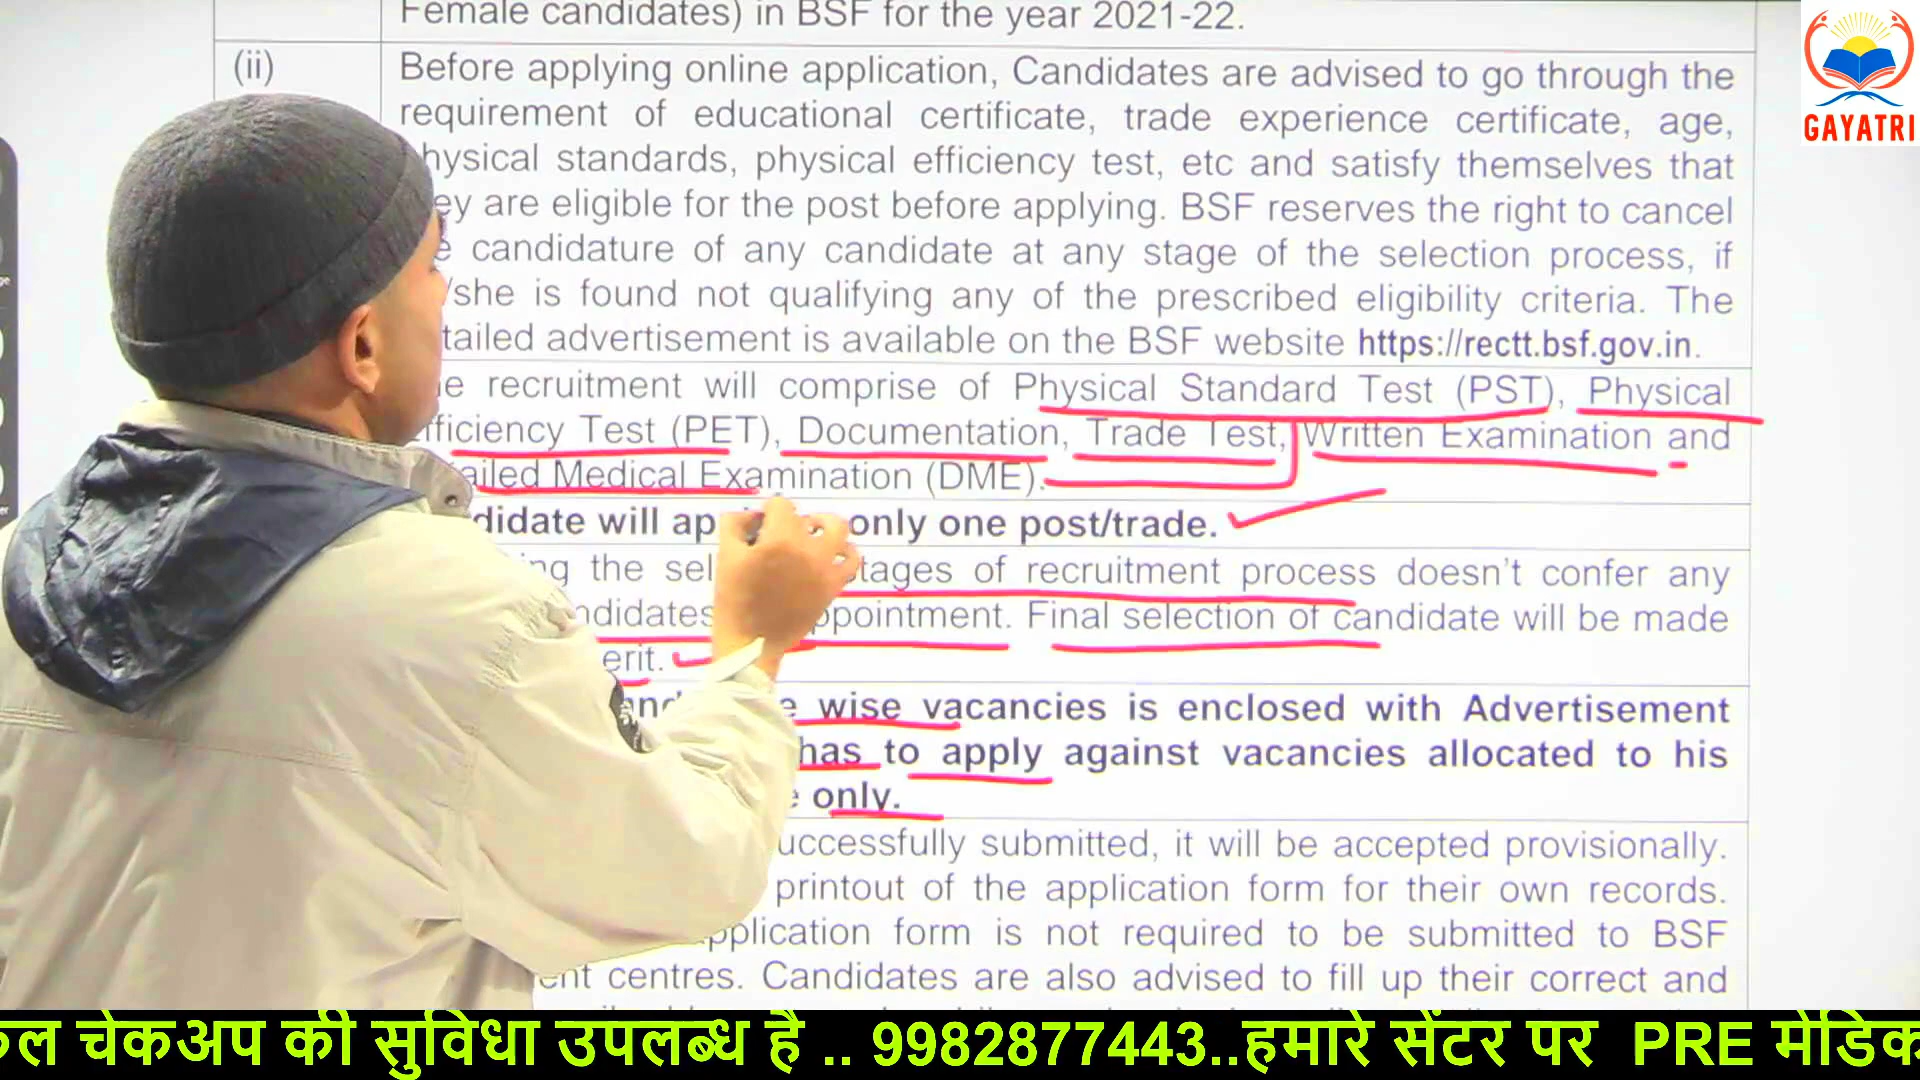 Female candidates) in BSF for the year 2021-22.
(ii)
Before applying online application, Candidates are advised to go through the
requirement of educational certificate, trade experience certificate, age,
hysical standards, physical efficiency test, etc and satisfy themselves that
ey are eligible for the post before applying. BSF reserves the right to cancel
e candidature of any candidate at any stage of the selection process, if
/she is found not qualifying any of the prescribed eligibility criteria. The
tailed advertisement is available on the BSF website https://rectt.bsf.gov.in.
e recruitment will comprise of Physical Standard Test (PST), Physical
fficiency Test (PET), Documentation, Trade Test, Written Examination and
ailed Medical Examination (DME).
didate will ap only one post/trade.
ng the sel tages of recruitment process doesn't confer any
ndidates ppointment. Final selection of candidate will be made
erit.
and e wise vacancies is enclosed with Advertisement
has to apply against vacancies allocated to his
e only.
uccessfully submitted, it will be accepted provisionally.
printout of the application form for their own records.
pplication form is not required to be submitted to BSF
ent centres. Candidates are also advised to fill up their correct and
GAYATRI
कल चेकअप की सुविधा उपलब्ध है .. 9982877443..हमारे सेंटर पर PRE मेडिक